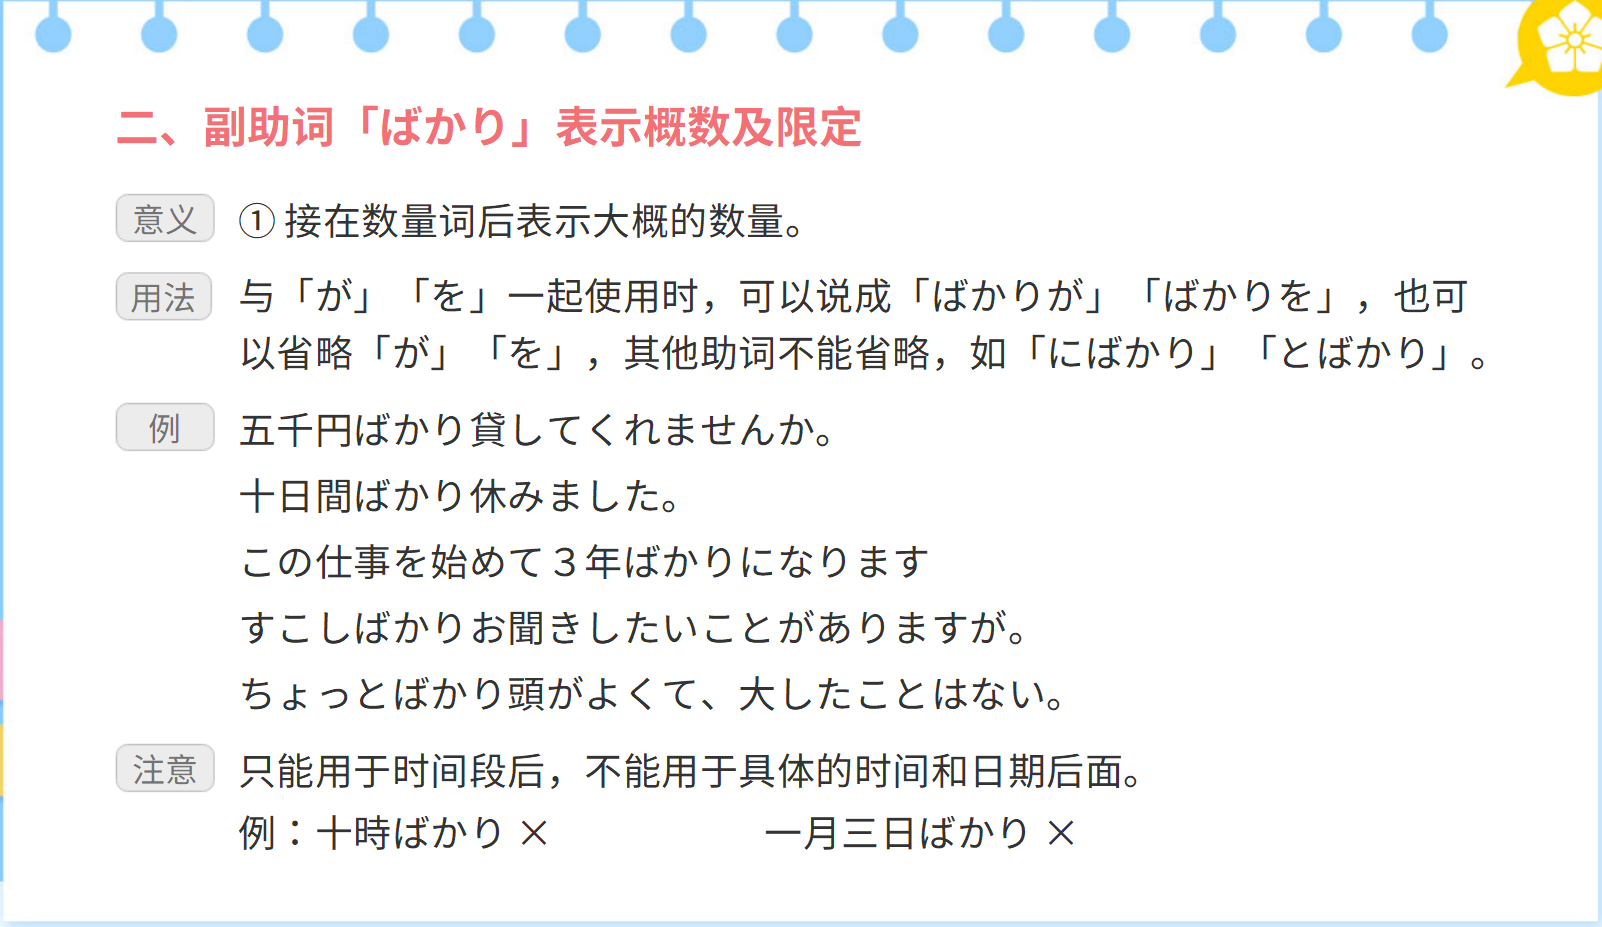 二、副助词「ばかり」表示概数及限定
意义 ① 接在数量词后表示大概的数量。
用法 与「が」「を」一起使用时，可以说成「ばかりが」「ばかりを」，也可
以省略「が」「を」，其他助词不能省略，如「にばかり」「とばかり」。
例 五千円ばかり貸してくれませんか。
十日間ばかり休みました。
この仕事を始めて３年ばかりになります
すこしばかりお聞きしたいことがありますが。
ちょっとばかり頭がよくて、大したことはない。
注意 只能用于时间段后，不能用于具体的时间和日期后面。
例：十時ばかり × 一月三日ばかり ×